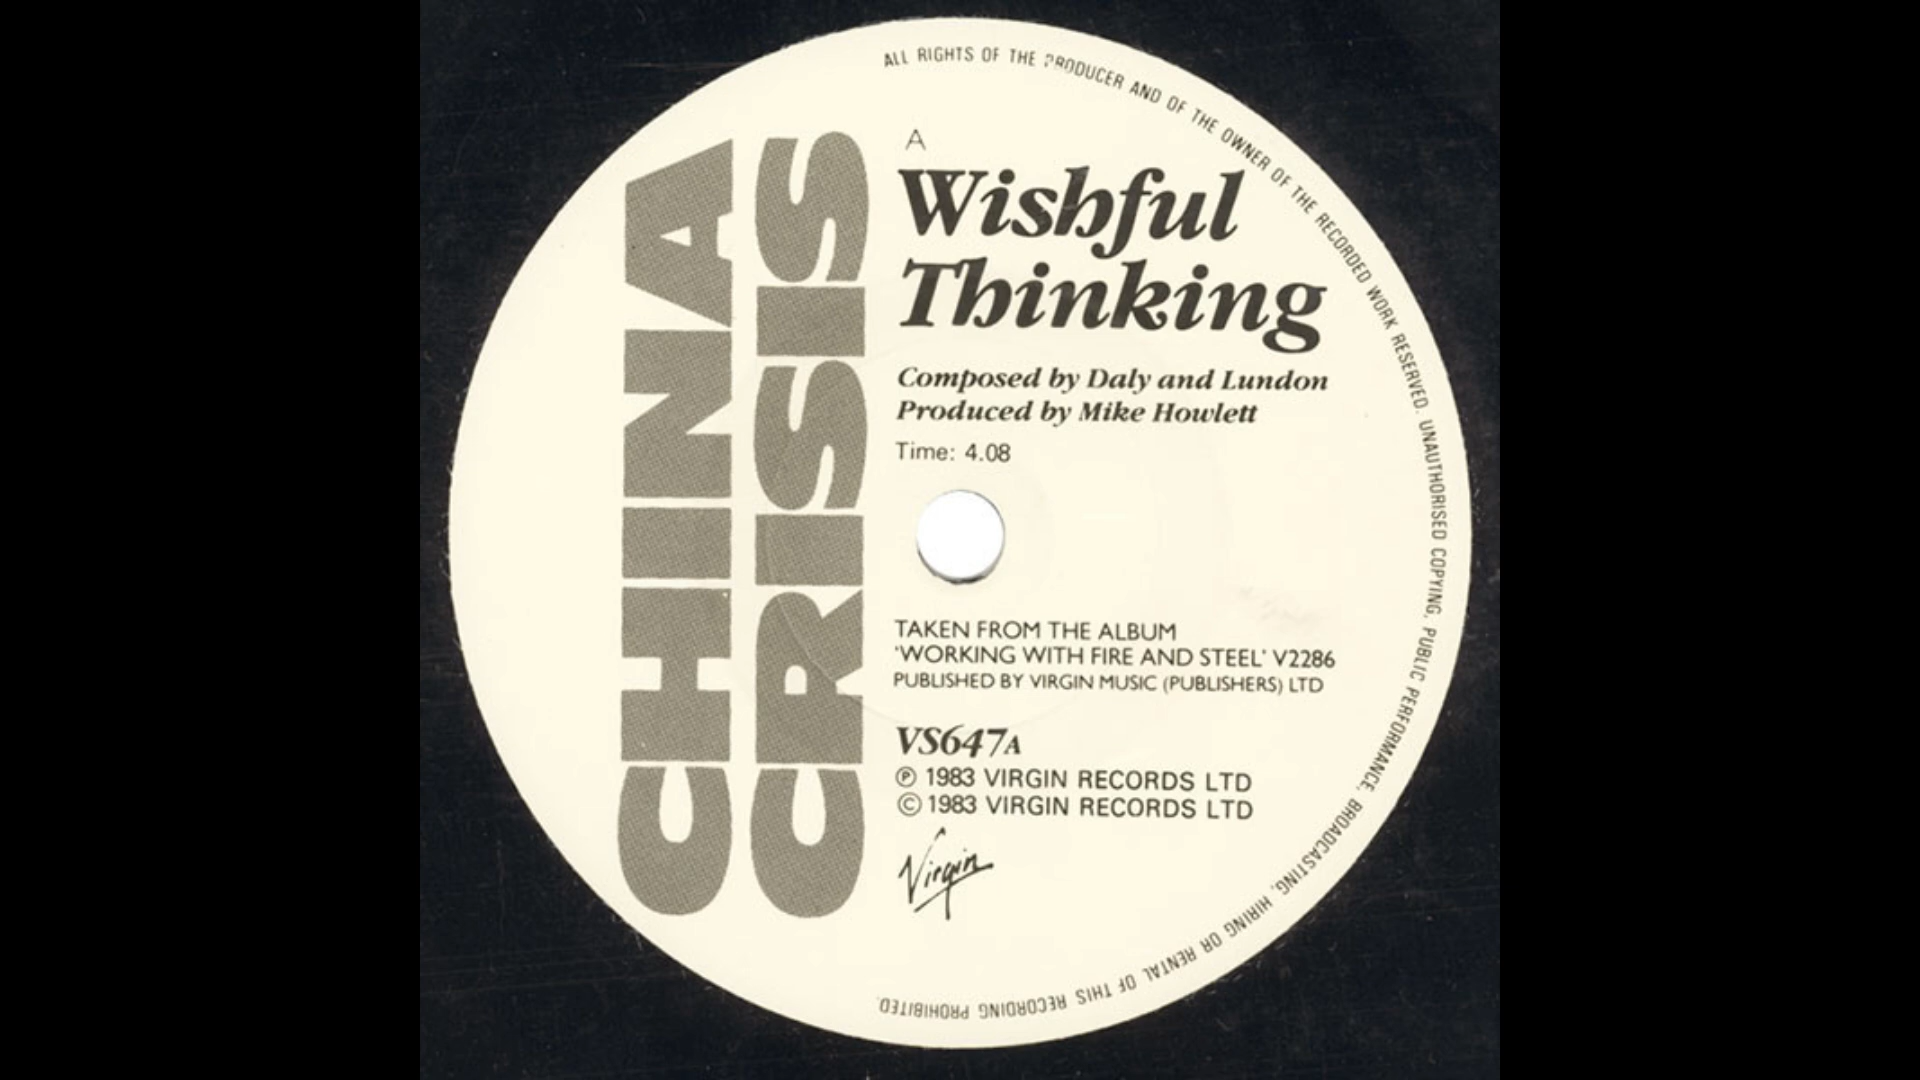 ALL RIGHTS OF THE PRODUCER AND OF THE OWNER OF THE RECORDED WORK RESERVED. UNAUTHORISED COPYING, PUBLIC PERFORMANCE, BROADCASTING, HIRING OR RENTAL OF THIS RECORDING PROHIBITED.
CHINA
CRISIS
A
Wishful
Thinking
Composed by Daly and Lundon
Produced by Mike Howlett
Time: 4.08
TAKEN FROM THE ALBUM
'WORKING WITH FIRE AND STEEL' V2286
PUBLISHED BY VIRGIN MUSIC (PUBLISHERS) LTD
VS647A
℗ 1983 VIRGIN RECORDS LTD
© 1983 VIRGIN RECORDS LTD
Virgin